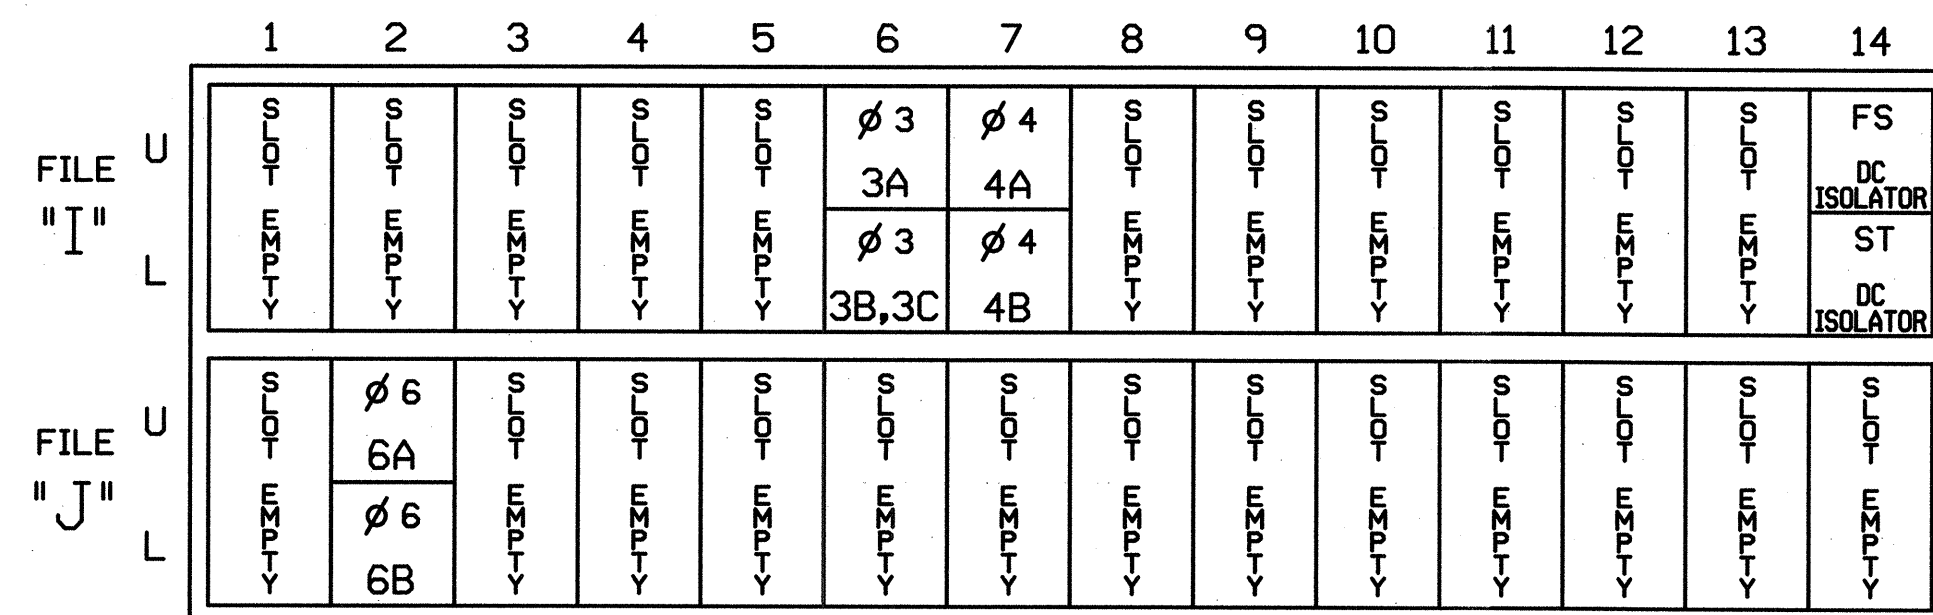 1 2 3 4 5 6 7 8 9 10 11 12 13 14
FILE "I"
U
L
SLOT EMPTY
SLOT EMPTY
SLOT EMPTY
SLOT EMPTY
SLOT EMPTY
ø 3
3A
ø 3
3B,3C
ø 4
4A
ø 4
4B
SLOT EMPTY
SLOT EMPTY
SLOT EMPTY
SLOT EMPTY
SLOT EMPTY
SLOT EMPTY
FS
DC
ISOLATOR
ST
DC
ISOLATOR
FILE "J"
U
L
SLOT EMPTY
ø 6
6A
ø 6
6B
SLOT EMPTY
SLOT EMPTY
SLOT EMPTY
SLOT EMPTY
SLOT EMPTY
SLOT EMPTY
SLOT EMPTY
SLOT EMPTY
SLOT EMPTY
SLOT EMPTY
SLOT EMPTY
SLOT EMPTY